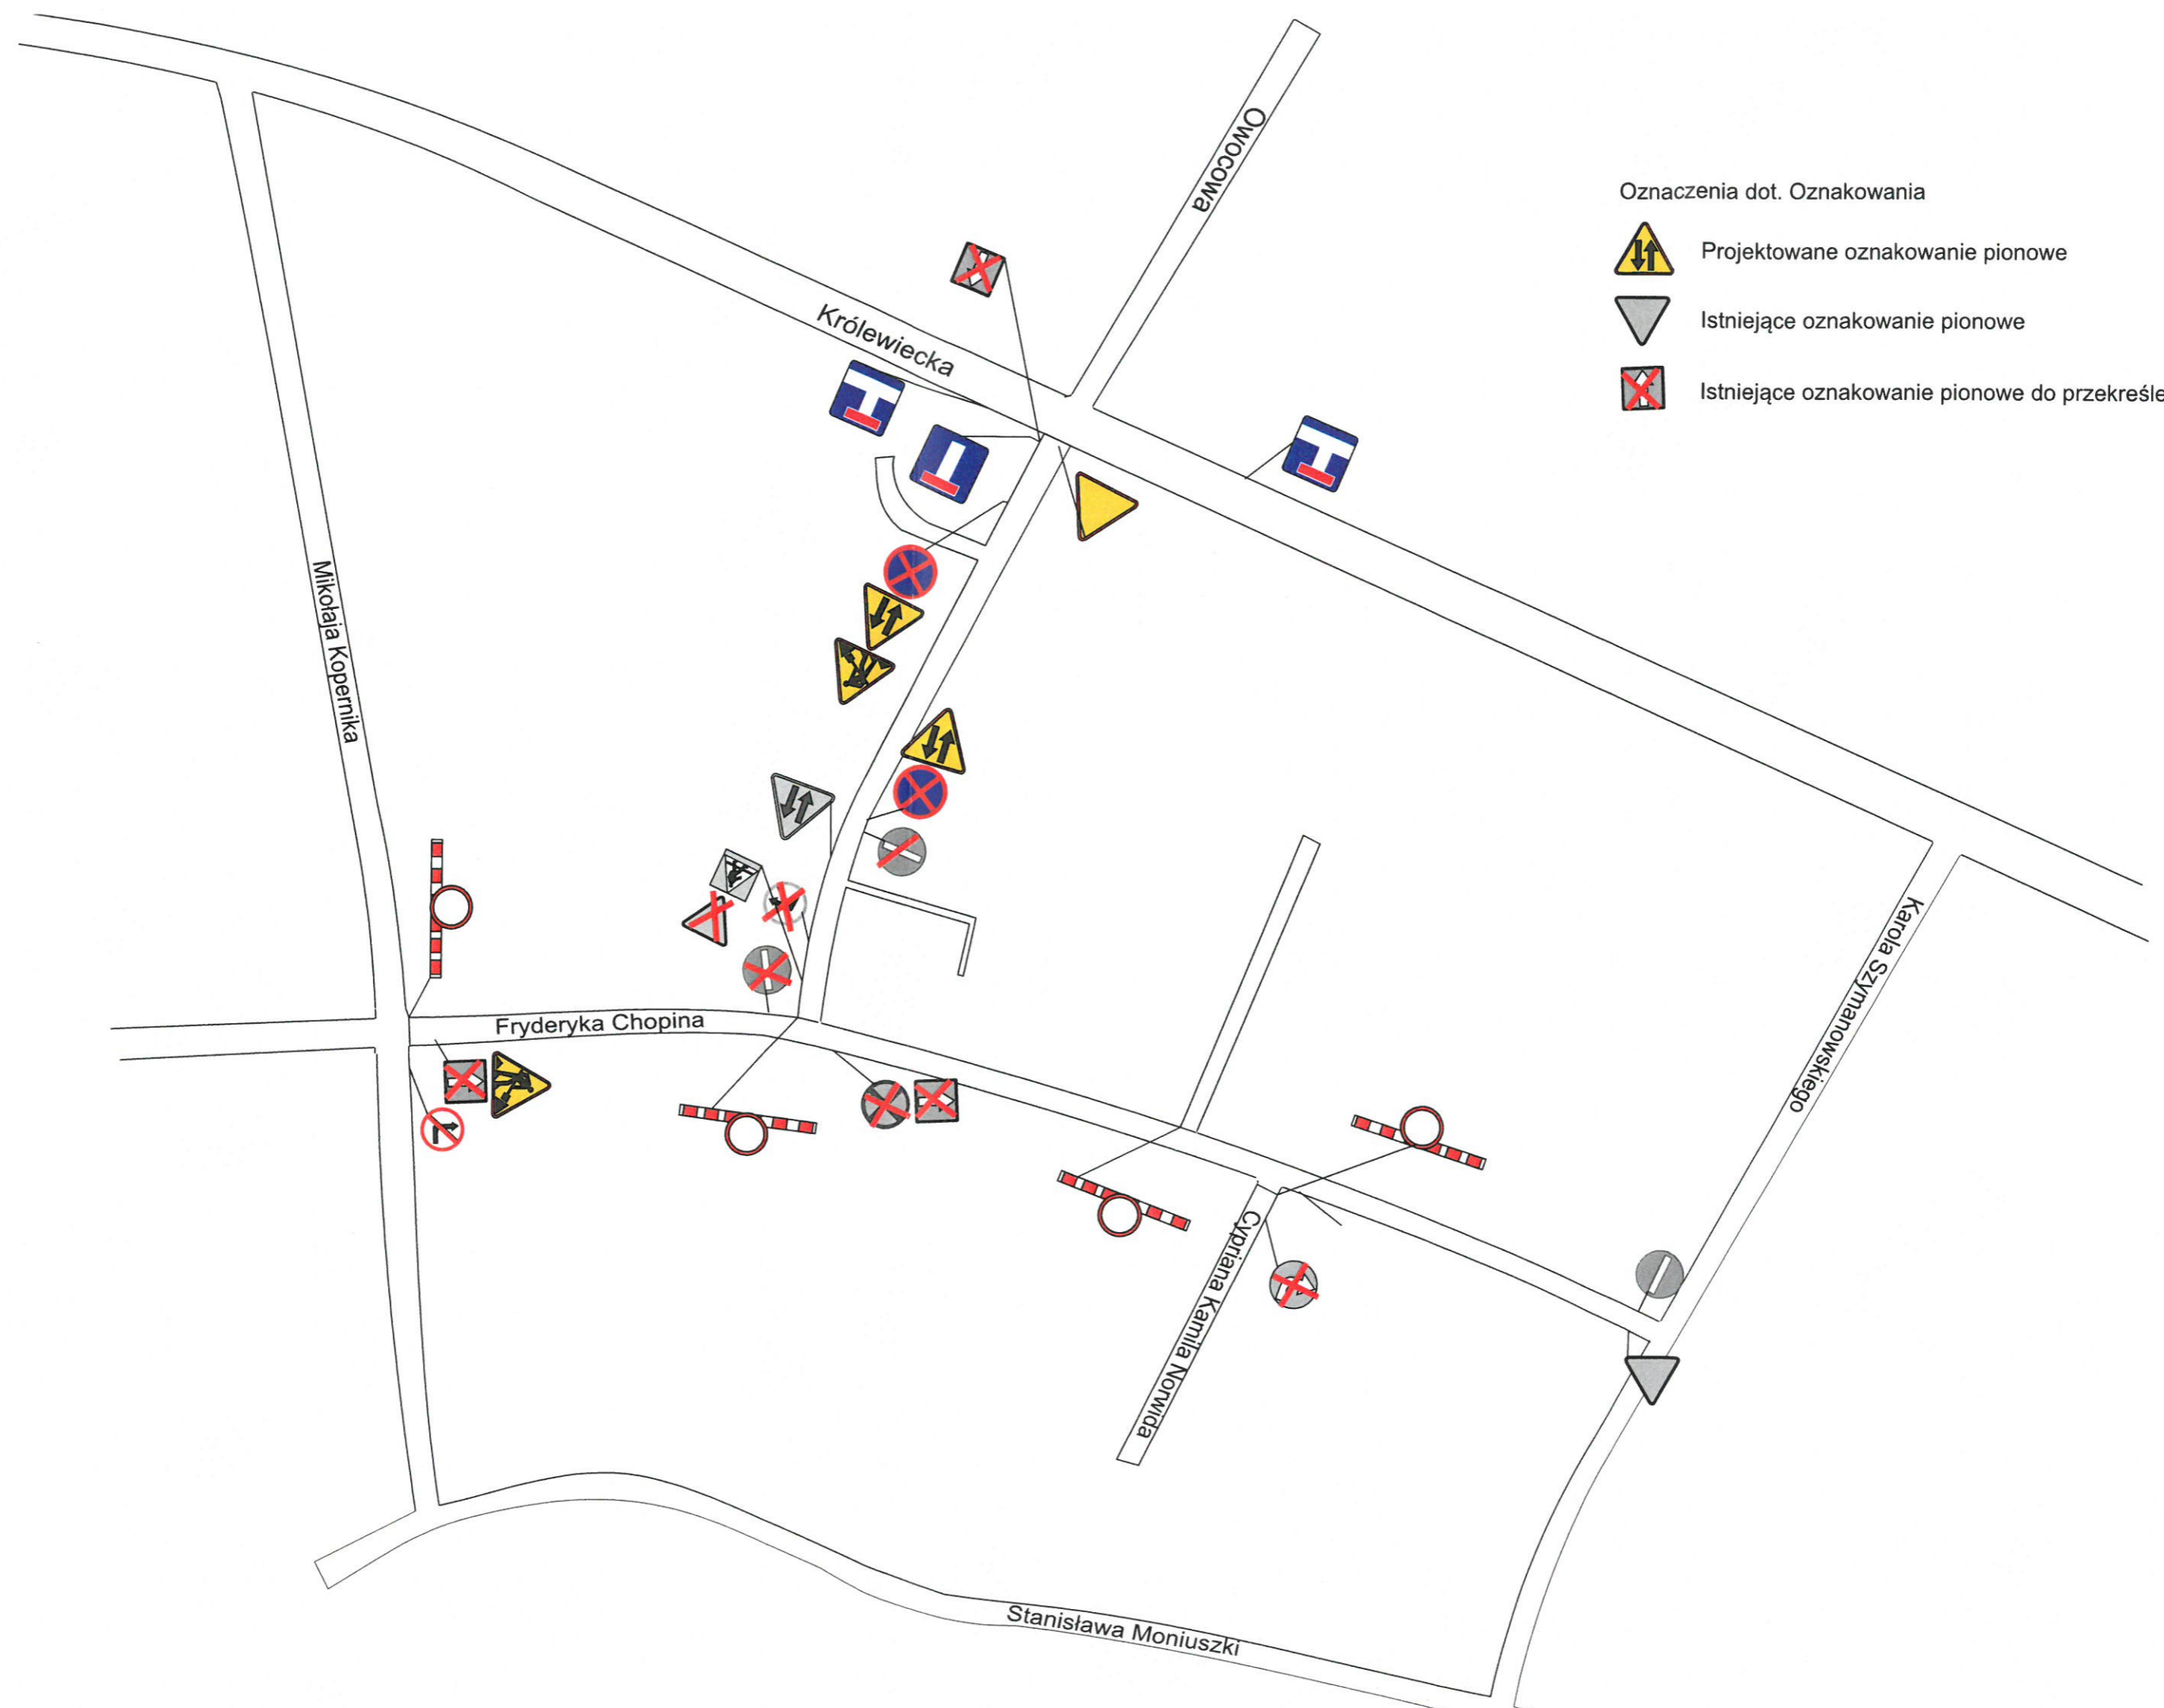 Owocowa
Oznaczenia dot. Oznakowania
Projektowane oznakowanie pionowe
Istniejące oznakowanie pionowe
Istniejące oznakowanie pionowe do przekreśle
Królewiecka
Mikołaja Kopernika
Karola Szymanowskiego
Fryderyka Chopina
Cypriana Kamila Norwida
Stanisława Moniuszki